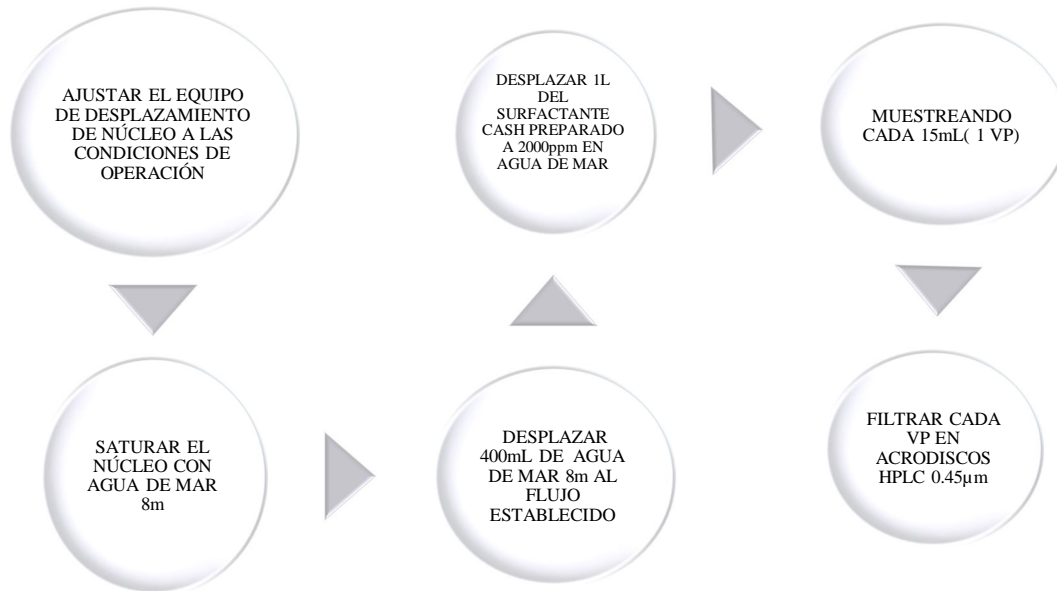 AJUSTAR EL EQUIPO
DE DESPLAZAMIENTO
DE NÚCLEO A LAS
CONDICIONES DE
OPERACIÓN
SATURAR EL
NÚCLEO CON
AGUA DE MAR
8m
DESPLAZAR
400mL DE AGUA
DE MAR 8m AL
FLUJO
ESTABLECIDO
DESPLAZAR 1L
DEL
SURFACTANTE
CASH PREPARADO
A 2000ppm EN
AGUA DE MAR
MUESTREANDO
CADA 15mL( 1 VP)
FILTRAR CADA
VP EN
ACRODISCOS
HPLC 0.45µm